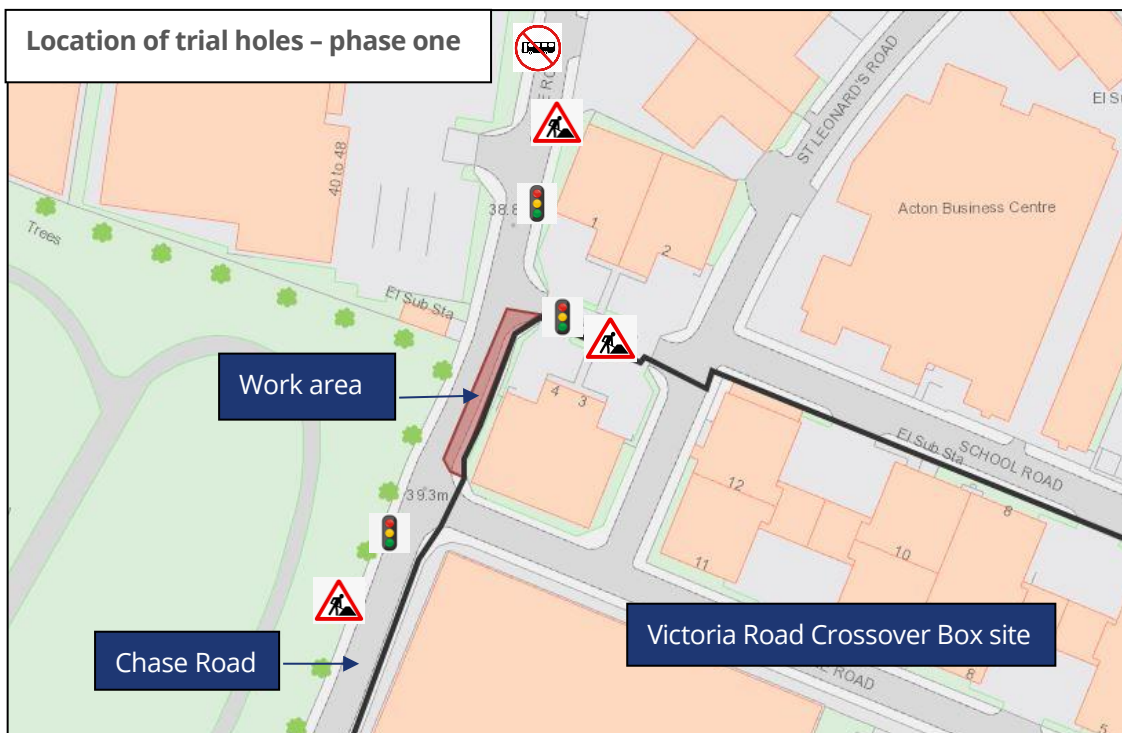 Location of trial holes – phase one
ST LEONARD'S ROAD
El Su
40 to 48
38.8
Acton Business Centre
Trees
1
2
El Sub Sta
Work area
4
3
El Sub Sta
SCHOOL ROAD
12
8
39.3m
10
11
Victoria Road Crossover Box site
Chase Road
ROAD
8
5